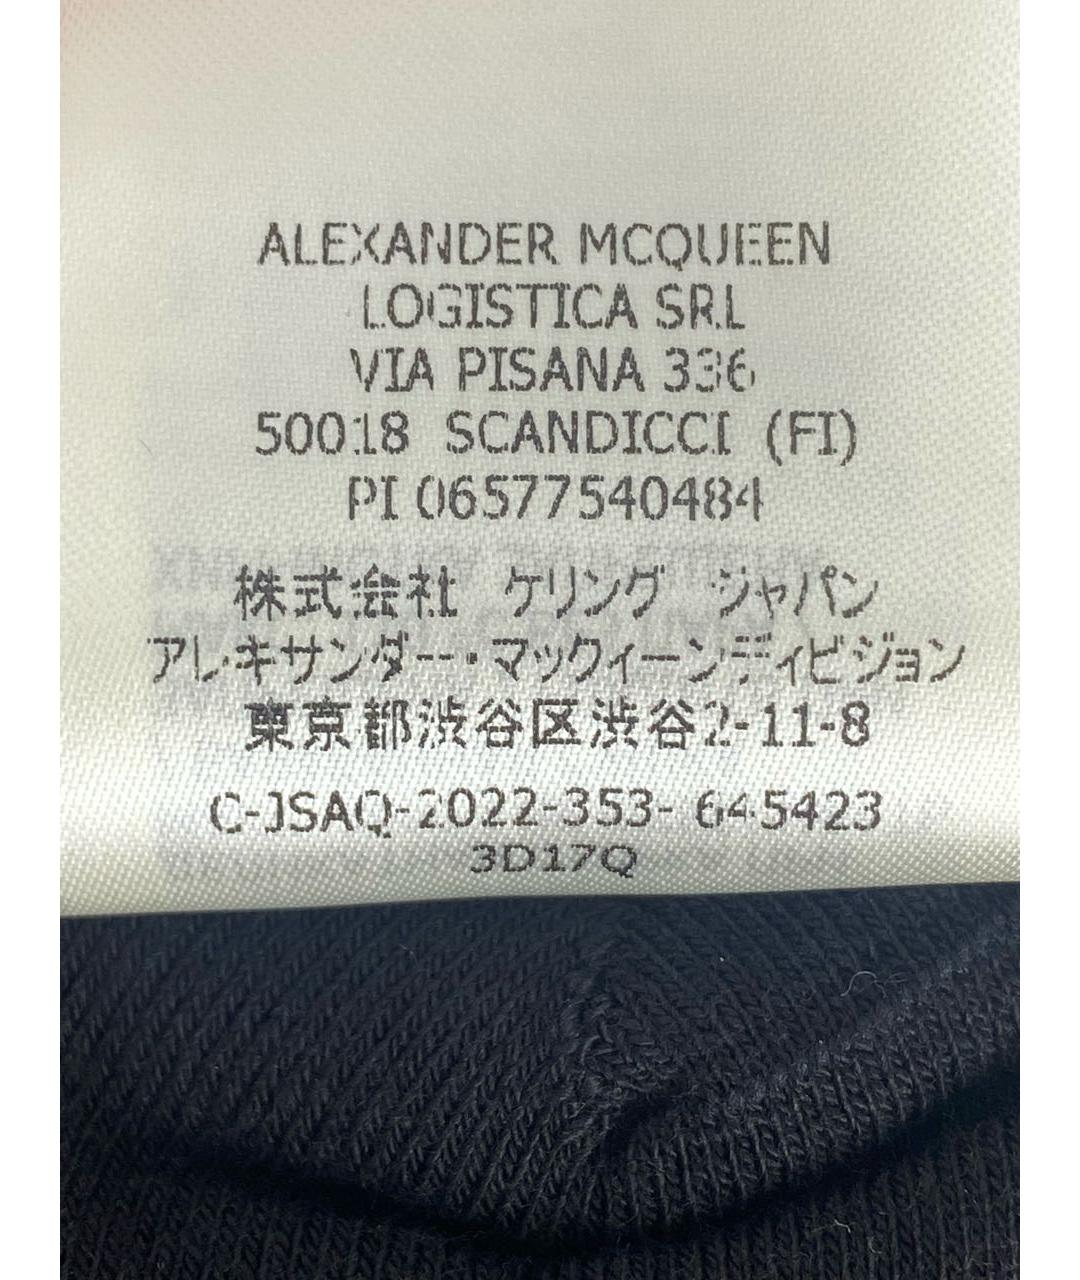 ALEXANDER MCQUEEN
LOGISTICA SRL
VIA PISANA 336
50018 SCANDICCI (FI)
PI 06577540484
株式会社 ケリング ジャパン
アレキサンダー・マックィーンディビジョン
東京都渋谷区渋谷2-11-8
C-JSAQ-2022-353- 645423
3D17Q